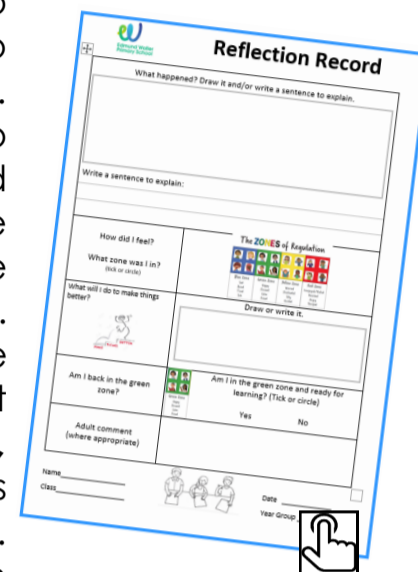 Edmund Waller
Primary School
Reflection Record
What happened? Draw it and/or write a sentence to explain.
Write a sentence to explain:
How did I feel?
What zone was I in?
(tick or circle)
The ZONES of Regulation
What will I do to make things
better?
Draw or write it.
Am I back in the green
zone?
Am I in the green zone and ready for
learning? (Tick or circle)
Yes No
Adult comment
(where appropriate)
Name
Class
Date
Year Group